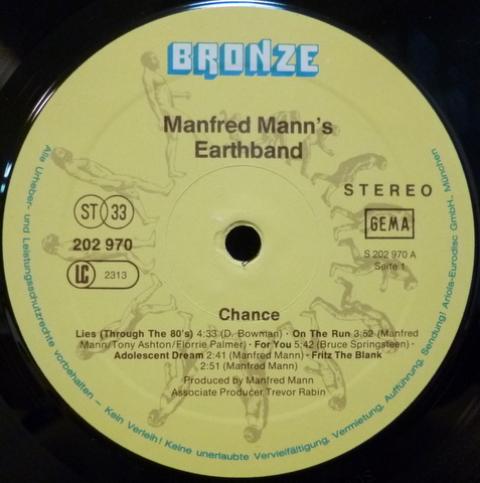 BRONZE
Manfred Mann's
Earthband
STEREO
ST 33
GEMA
202 970
S 202 970 A
Seite 1
LC 2313
Chance
Lies (Through The 80's) 4:33 (D. Bowman) · On The Run 3:52 (Manfred
Mann/Tony Ashton/Florrie Palmer) · For You 5:42 (Bruce Springsteen) ·
Adolescent Dream 2:41 (Manfred Mann) · Fritz The Blank
2:51 (Manfred Mann)
Produced by Manfred Mann
Associate Producer Trevor Rabin
Alle Urheber- und Leistungsschutzrechte vorbehalten – Kein Verleih! Keine unerlaubte Vervielfältigung, Vermietung, Aufführung, Sendung! Ariola-Eurodisc GmbH., München